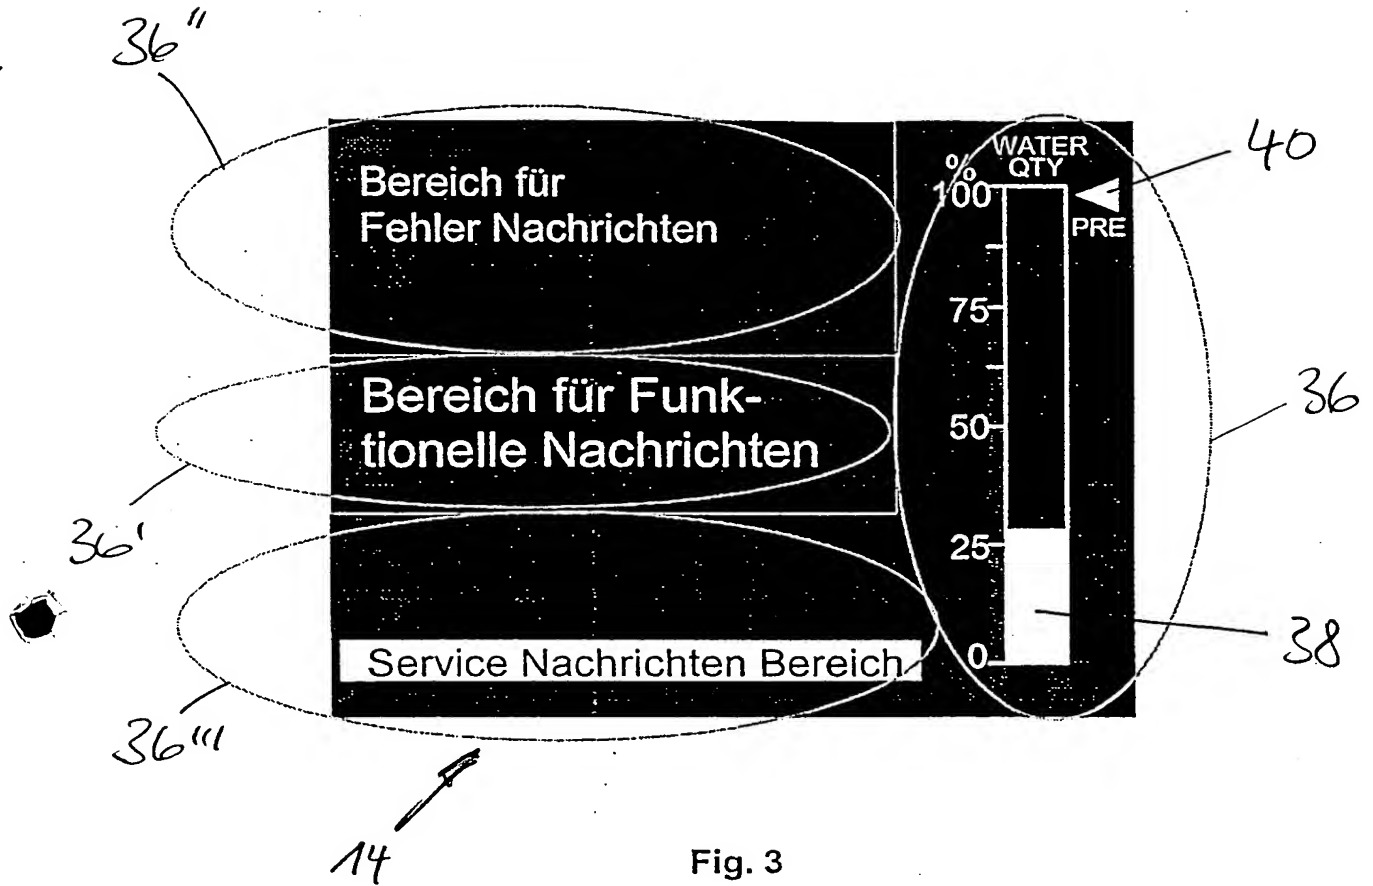 36''
WATER
QTY
%
100
40
PRE
Bereich für
Fehler Nachrichten
75
36
Bereich für Funk-
tionelle Nachrichten
50
36'
25
38
0
Service Nachrichten Bereich
36'''
14
Fig. 3